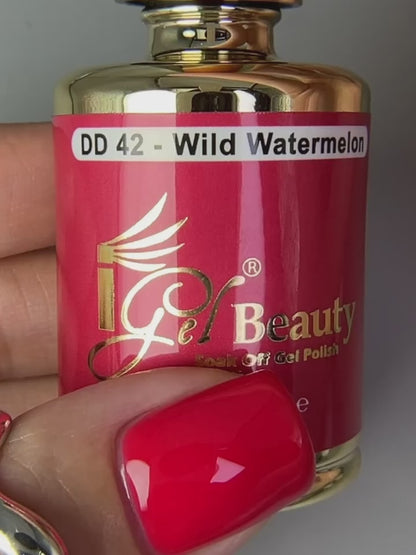 DD 42 - Wild Watermelon
iGel Beauty®
Soak Off Gel Polish
e